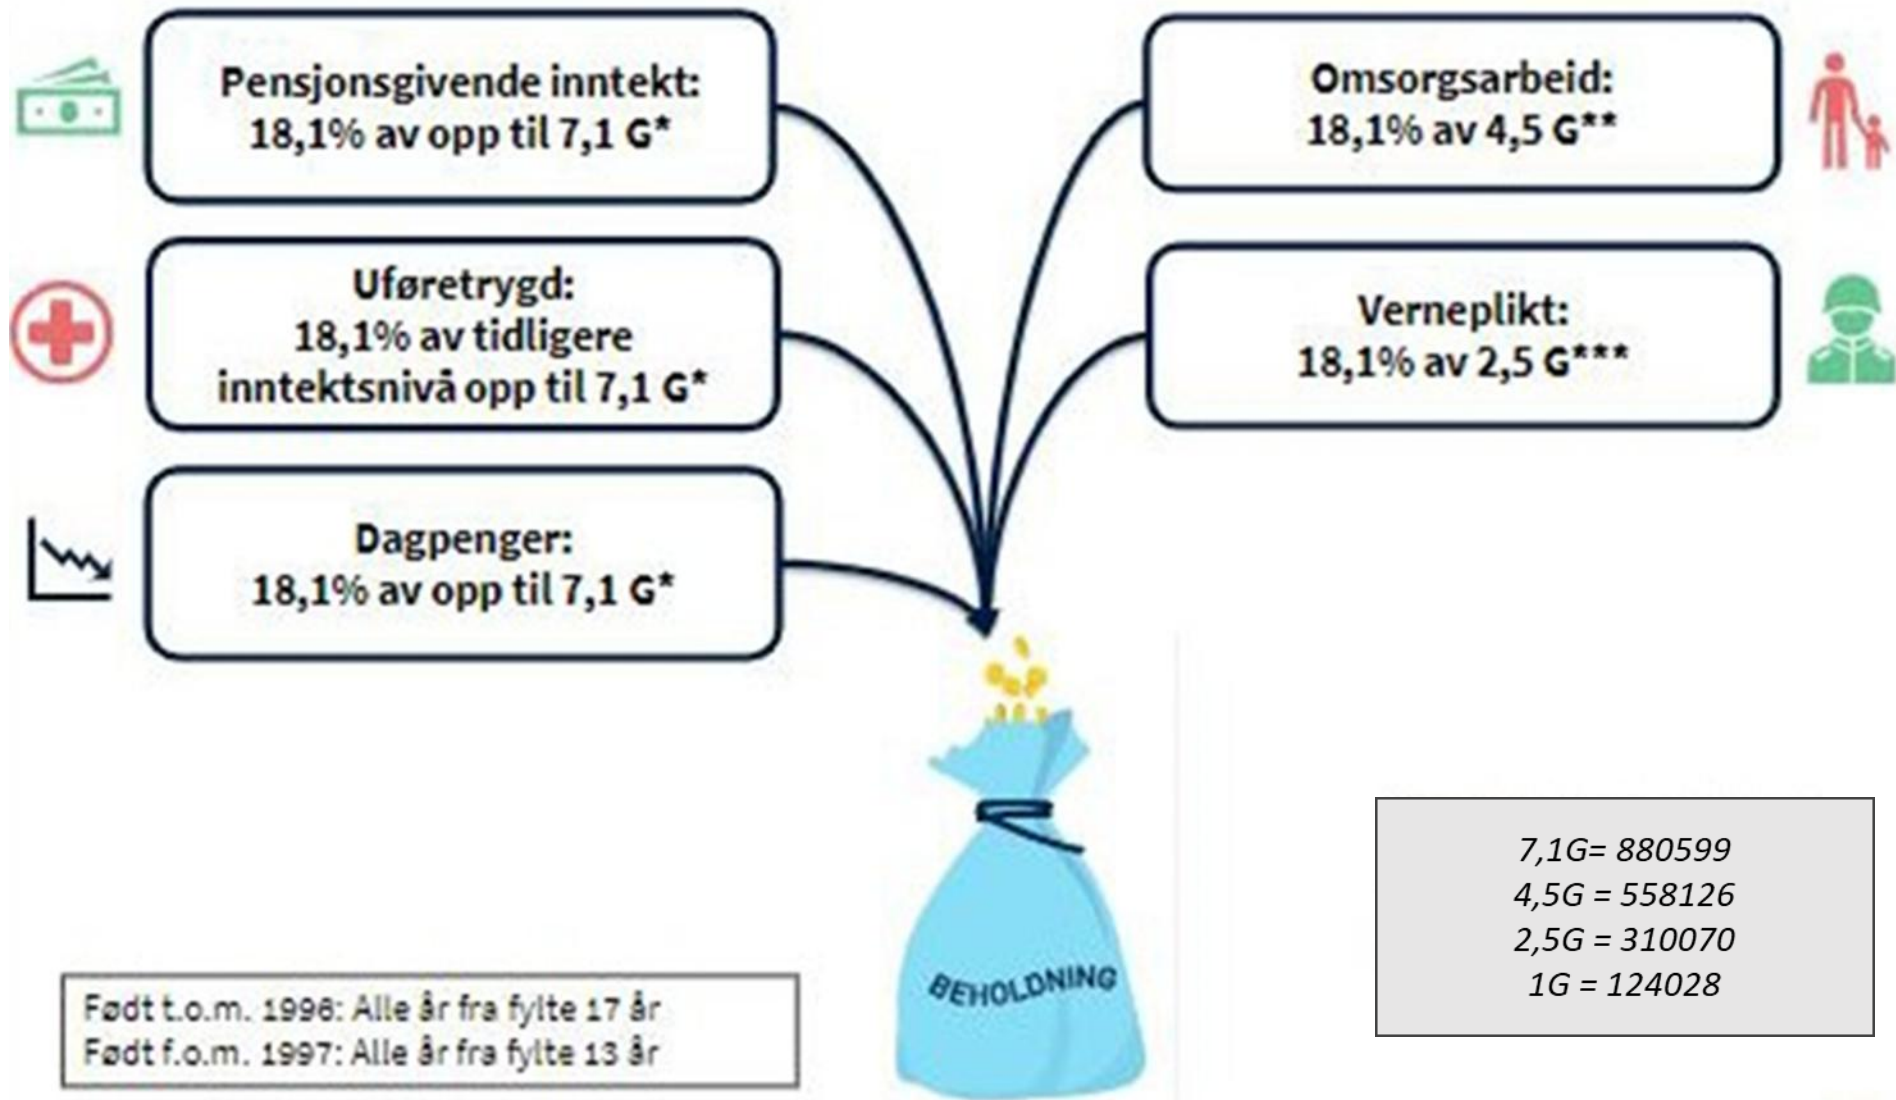 Pensjonsgivende inntekt:
18,1% av opp til 7,1 G*
Uføretrygd:
18,1% av tidligere
inntektsnivå opp til 7,1 G*
Dagpenger:
18,1% av opp til 7,1 G*
Omsorgsarbeid:
18,1% av 4,5 G**
Verneplikt:
18,1% av 2,5 G***
BEHOLDNING
Født t.o.m. 1996: Alle år fra fylte 17 år
Født f.o.m. 1997: Alle år fra fylte 13 år
7,1G= 880599
4,5G = 558126
2,5G = 310070
1G = 124028